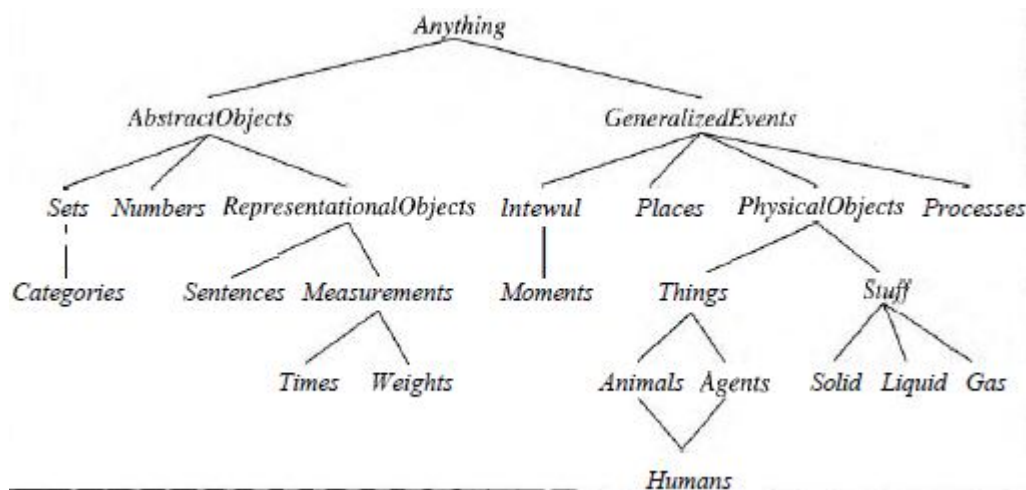 Anything
AbstractObjects GeneralizedEvents
Sets Numbers RepresentationalObjects Intewul Places PhysicalObjects Processes
Categories Sentences Measurements Moments Things Stuff
Times Weights Animals Agents Solid Liquid Gas
Humans